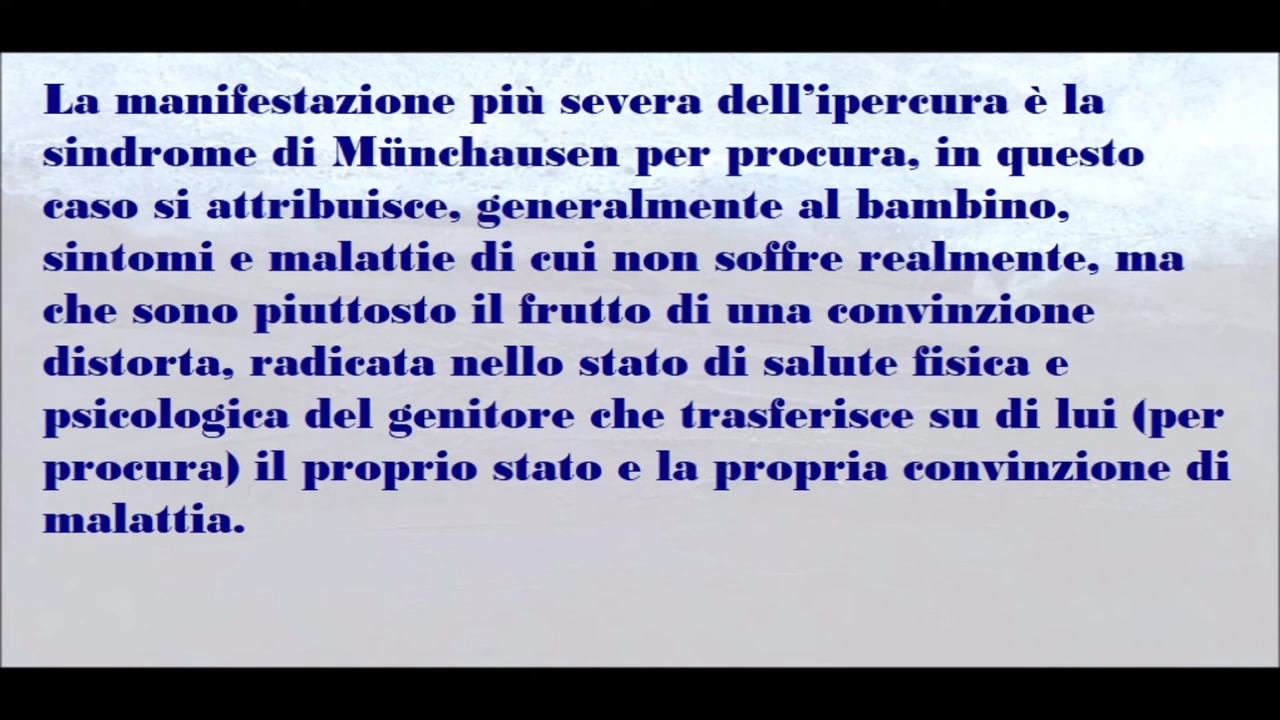 La manifestazione più severa dell’ipercura è la
sindrome di Münchausen per procura, in questo
caso si attribuisce, generalmente al bambino,
sintomi e malattie di cui non soffre realmente, ma
che sono piuttosto il frutto di una convinzione
distorta, radicata nello stato di salute fisica e
psicologica del genitore che trasferisce su di lui (per
procura) il proprio stato e la propria convinzione di
malattia.